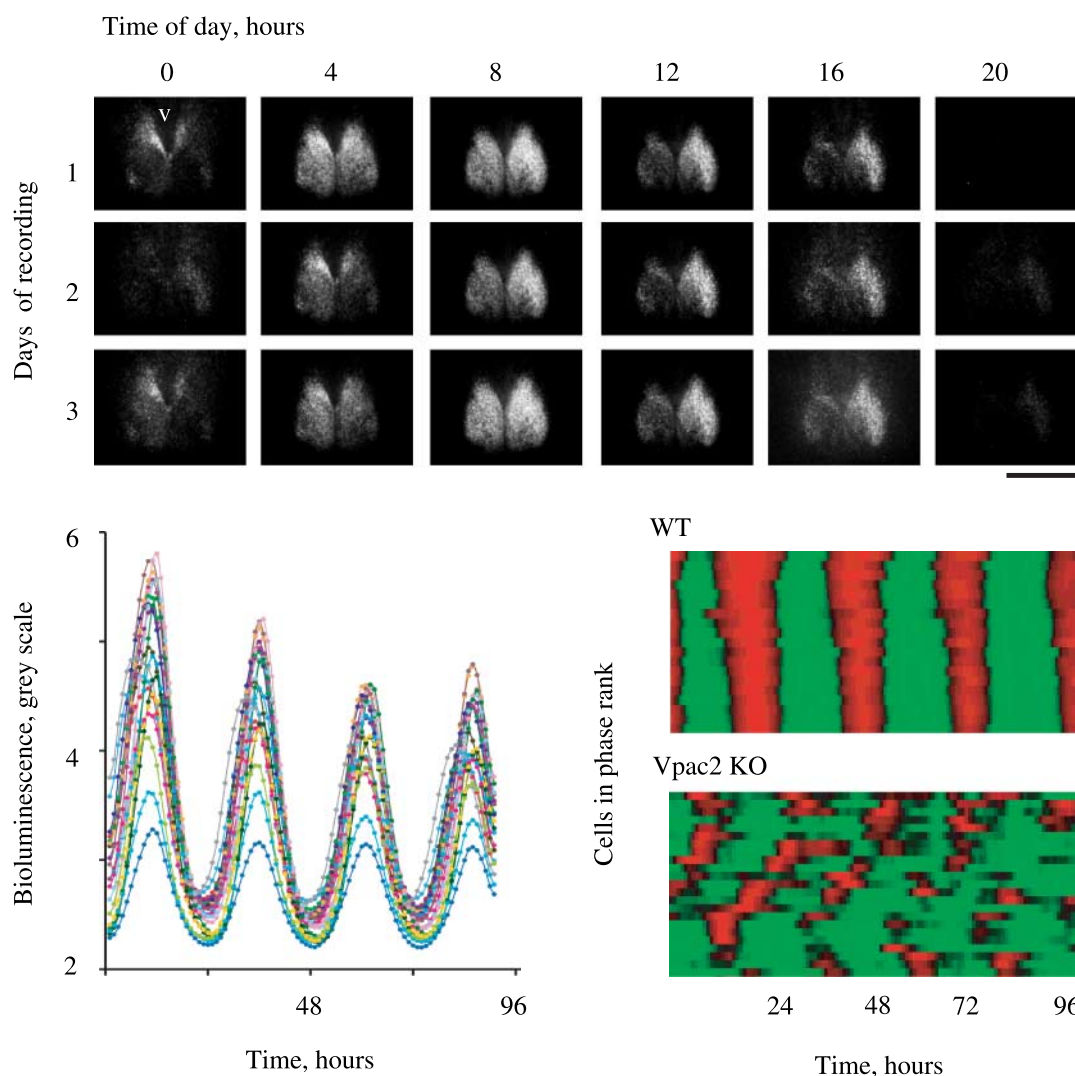 Time of day, hours
0 4 8 12 16 20
v
Days of recording
1
2
3
Bioluminescence, grey scale
6
4
2
48 96
Time, hours
WT
Cells in phase rank
Vpac2 KO
24 48 72 96
Time, hours